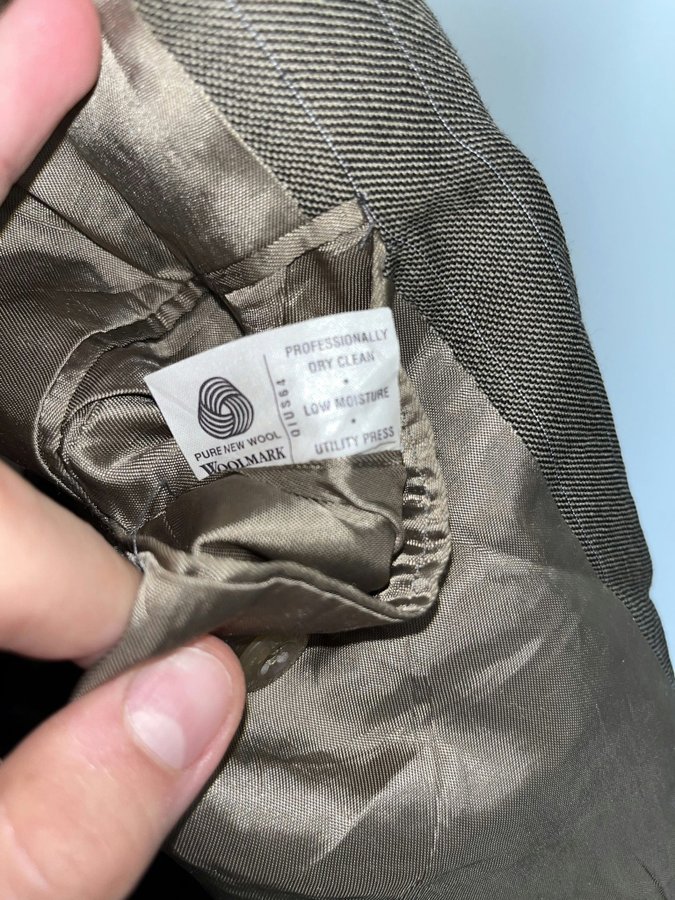 PURE NEW WOOL
WOOLMARK
01US64
PROFESSIONALLY
DRY CLEAN
•
LOW MOISTURE
•
UTILITY PRESS